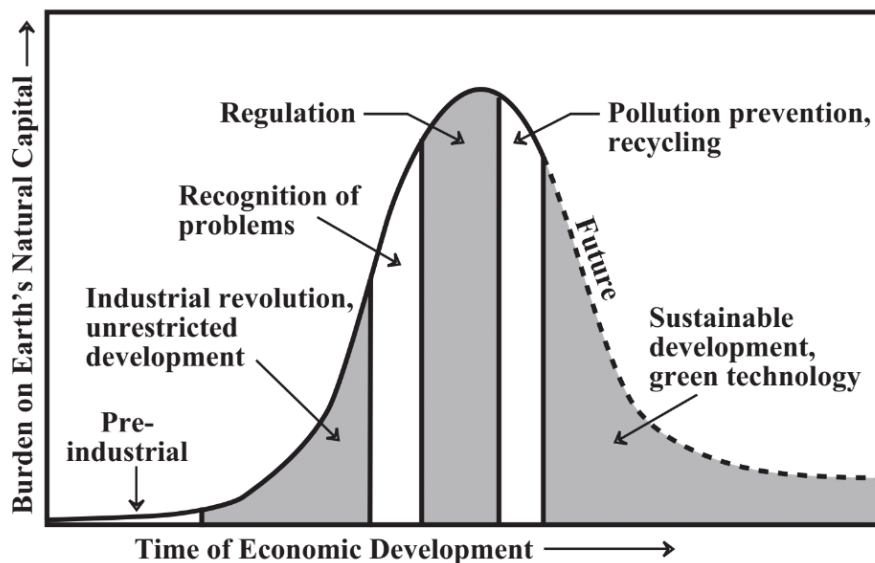 Burden on Earth's Natural Capital
Regulation
Pollution prevention,
recycling
Recognition of
problems
Future
Industrial revolution,
unrestricted
development
Sustainable
development,
green technology
Pre-
industrial
Time of Economic Development